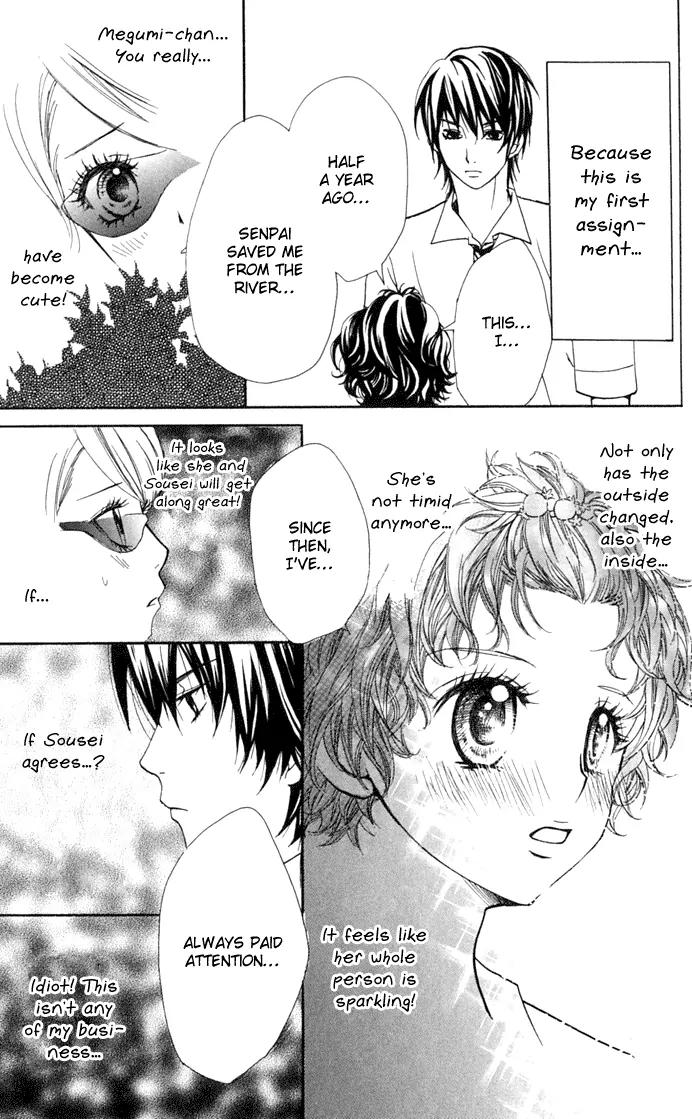 Because
this is
my first
assign-
ment...
THIS...
I...
HALF
A YEAR
AGO...
SENPAI
SAVED ME
FROM THE
RIVER...
Megumi-chan...
You really...
have
become
cute!
Not only
has the
outside
changed.
also the
inside...
She's
not timid
anymore...
It feels like
her whole
person is
sparkling!
SINCE
THEN,
I'VE...
It looks
like she and
Sousei will get
along great!
If...
If Sousei
agrees...?
ALWAYS PAID
ATTENTION...
Idiot! This
isn't any
of my busi-
ness...